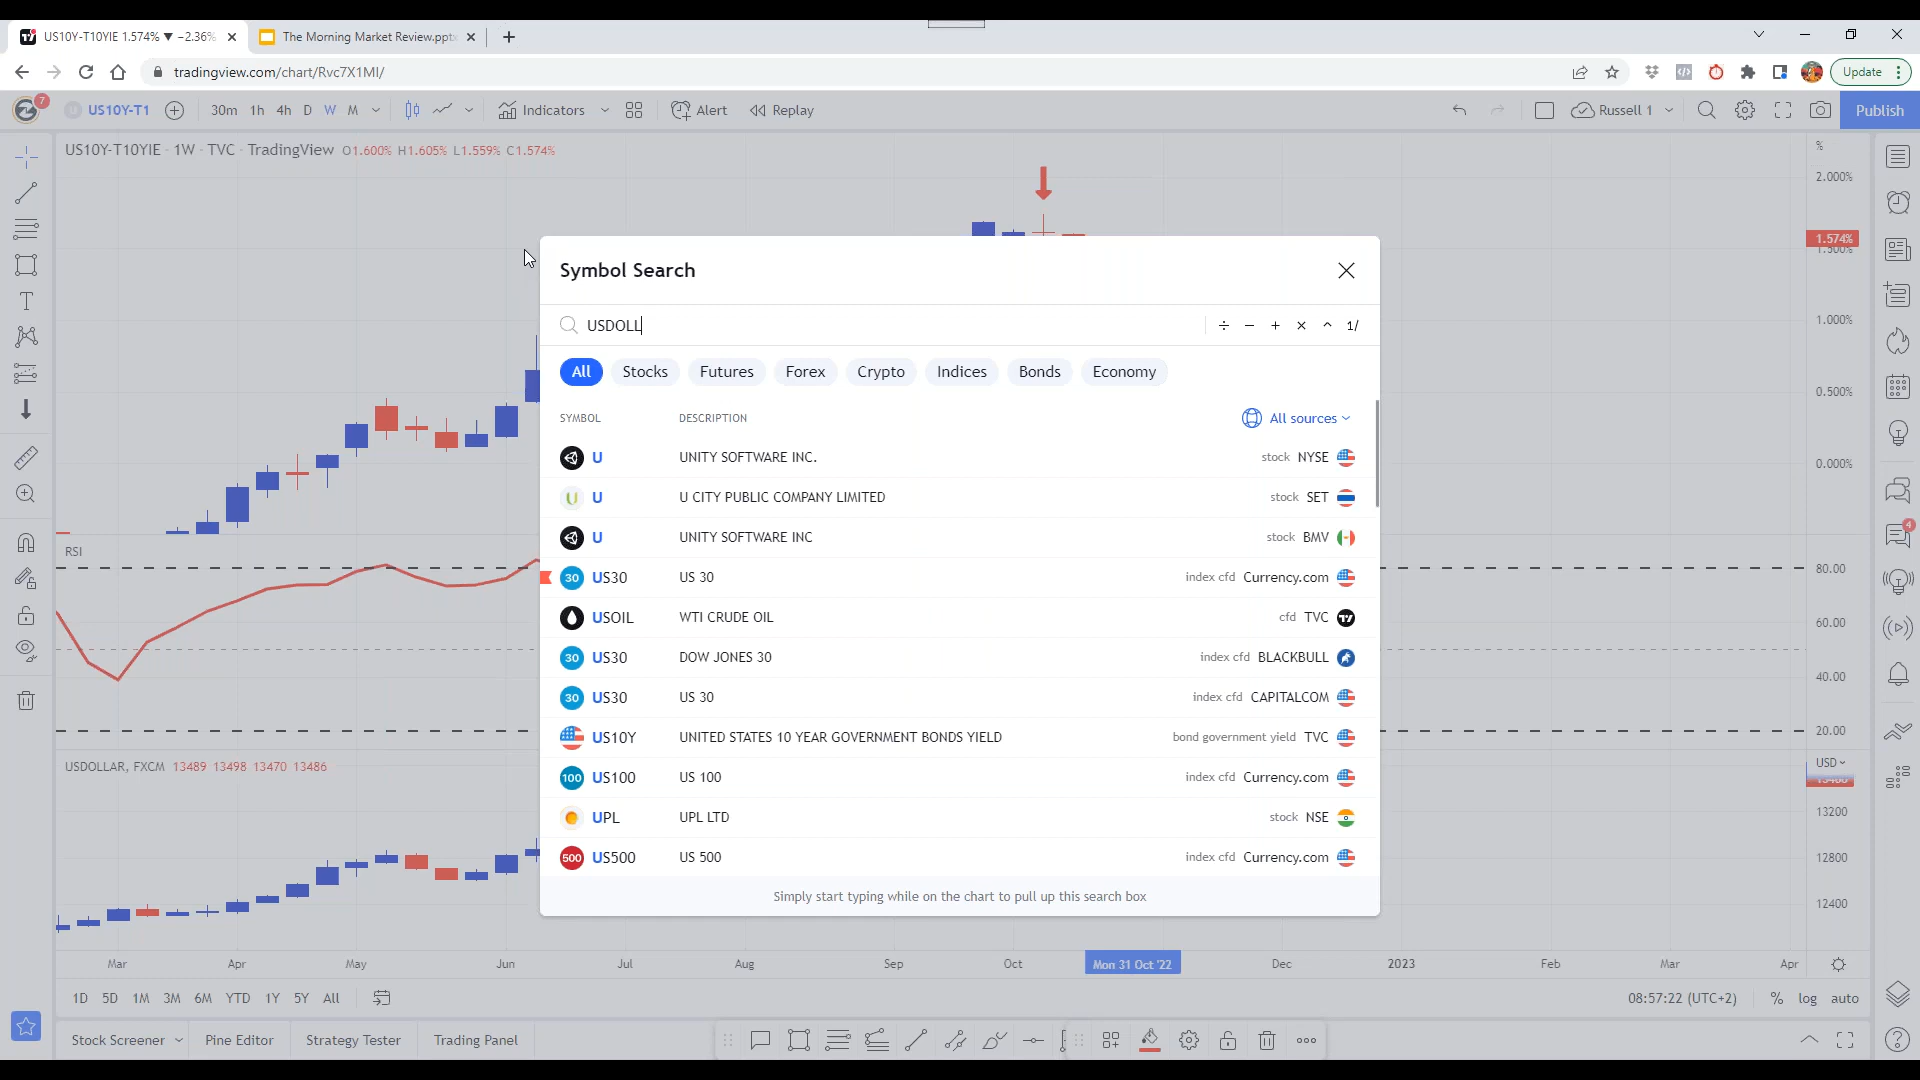 US10Y-T10YIE 1.574% ▼ −2.36%
The Morning Market Review.pptx
tradingview.com/chart/Rvc7X1MI/
Update
7
US10Y-T1
30m 1h 4h D W M
Indicators
Alert
Replay
Russell 1
Publish
US10Y-T10YIE · 1W · TVC · TradingView O1.600% H1.605% L1.559% C1.574%
%
2.000%
1.574%
1.500%
1.000%
0.500%
0.000%
Symbol Search
USDOLL
÷ − + × ^ 1/
All Stocks Futures Forex Crypto Indices Bonds Economy
SYMBOL DESCRIPTION All sources
U UNITY SOFTWARE INC. stock NYSE
U U CITY PUBLIC COMPANY LIMITED stock SET
U UNITY SOFTWARE INC stock BMV
30 US30 US 30 index cfd Currency.com
USOIL WTI CRUDE OIL cfd TVC
30 US30 DOW JONES 30 index cfd BLACKBULL
30 US30 US 30 index cfd CAPITALCOM
US10Y UNITED STATES 10 YEAR GOVERNMENT BONDS YIELD bond government yield TVC
100 US100 US 100 index cfd Currency.com
UPL UPL LTD stock NSE
500 US500 US 500 index cfd Currency.com
Simply start typing while on the chart to pull up this search box
RSI
80.00
60.00
40.00
20.00
4
USDOLLAR, FXCM 13489 13498 13470 13486
USD
13200
12800
12400
Mar Apr May Jun Jul Aug Sep Oct Mon 31 Oct '22 Dec 2023 Feb Mar Apr
1D 5D 1M 3M 6M YTD 1Y 5Y All
08:57:22 (UTC+2) % log auto
Stock Screener Pine Editor Strategy Tester Trading Panel